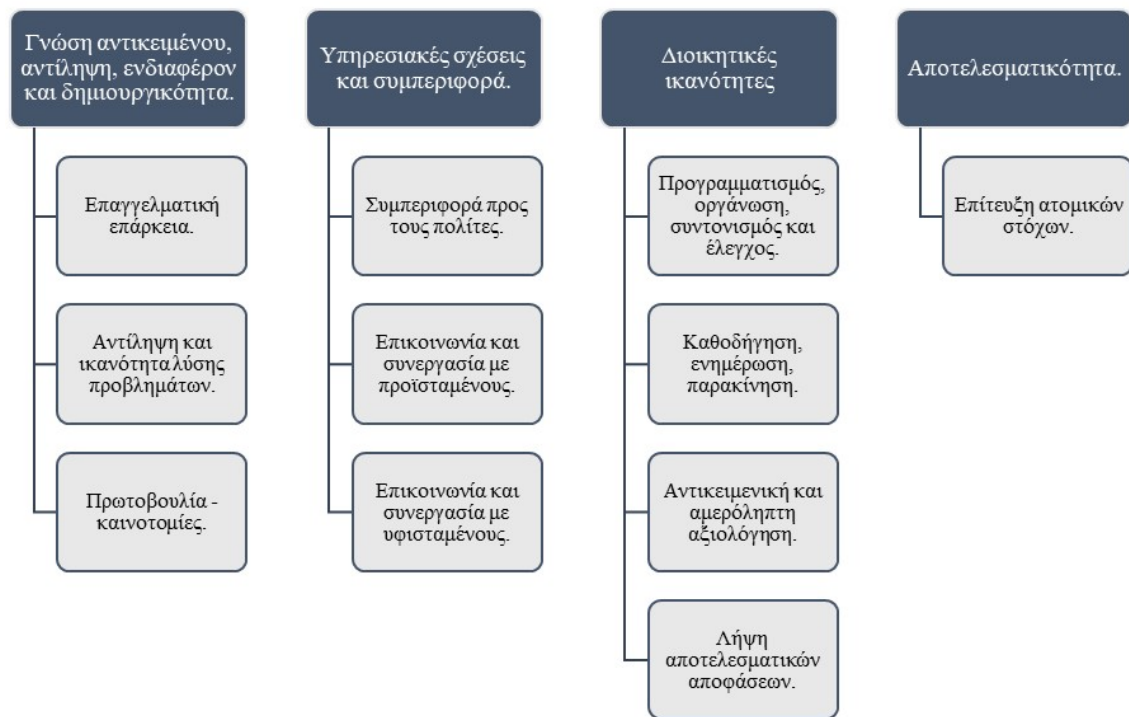 Γνώση αντικειμένου,
αντίληψη, ενδιαφέρον
και δημιουργικότητα.
Επαγγελματική
επάρκεια.
Αντίληψη και
ικανότητα λύσης
προβλημάτων.
Πρωτοβουλία -
καινοτομίες.
Υπηρεσιακές σχέσεις
και συμπεριφορά.
Συμπεριφορά προς
τους πολίτες.
Επικοινωνία και
συνεργασία με
προϊσταμένους.
Επικοινωνία και
συνεργασία με
υφισταμένους.
Διοικητικές
ικανότητες
Προγραμματισμός,
οργάνωση,
συντονισμός και
έλεγχος.
Καθοδήγηση,
ενημέρωση,
παρακίνηση.
Αντικειμενική και
αμερόληπτη
αξιολόγηση.
Λήψη
αποτελεσματικών
αποφάσεων.
Αποτελεσματικότητα.
Επίτευξη ατομικών
στόχων.